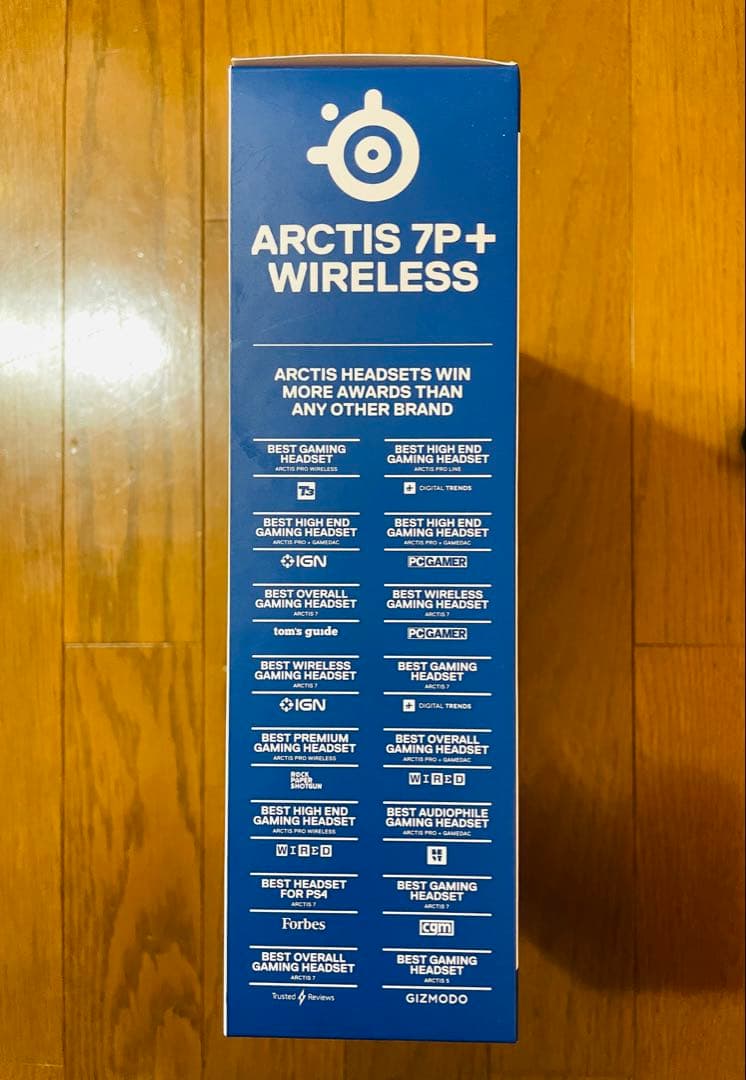 ARCTIS 7P+
WIRELESS
ARCTIS HEADSETS WIN
MORE AWARDS THAN
ANY OTHER BRAND
BEST GAMING
HEADSET
ARCTIS PRO WIRELESS
T3
BEST HIGH END
GAMING HEADSET
ARCTIS PRO LINE
DIGITAL TRENDS
BEST HIGH END
GAMING HEADSET
ARCTIS PRO + GAMEDAC
IGN
BEST HIGH END
GAMING HEADSET
ARCTIS PRO + GAMEDAC
PCGAMER
BEST OVERALL
GAMING HEADSET
ARCTIS 7
tom's guide
BEST WIRELESS
GAMING HEADSET
ARCTIS 7
PCGAMER
BEST WIRELESS
GAMING HEADSET
ARCTIS 7
IGN
BEST GAMING
HEADSET
ARCTIS 7
DIGITAL TRENDS
BEST PREMIUM
GAMING HEADSET
ARCTIS PRO WIRELESS
ROCK
PAPER
SHOTGUN
BEST OVERALL
GAMING HEADSET
ARCTIS PRO + GAMEDAC
WIRED
BEST HIGH END
GAMING HEADSET
ARCTIS PRO WIRELESS
WIRED
BEST AUDIOPHILE
GAMING HEADSET
ARCTIS PRO + GAMEDAC
BEST HEADSET
FOR PS4
ARCTIS 7
Forbes
BEST GAMING
HEADSET
ARCTIS 7
cgm
BEST OVERALL
GAMING HEADSET
ARCTIS 7
Trusted Reviews
BEST GAMING
HEADSET
ARCTIS 5
GIZMODO